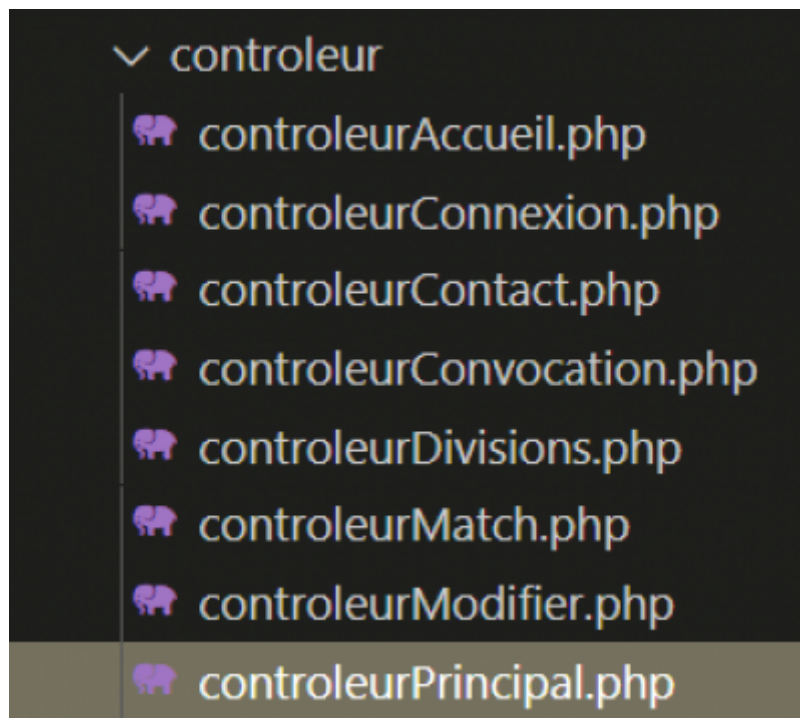 controleur
controleurAccueil.php
controleurConnexion.php
controleurContact.php
controleurConvocation.php
controleurDivisions.php
controleurMatch.php
controleurModifier.php
controleurPrincipal.php